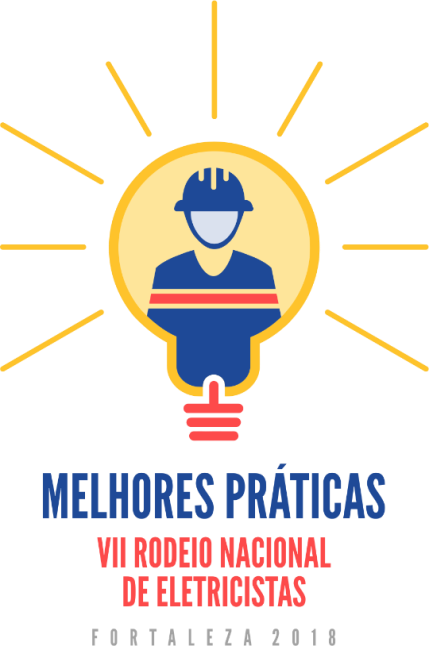 MELHORES PRÁTICAS
VII RODEIO NACIONAL
DE ELETRICISTAS
FORTALEZA 2018